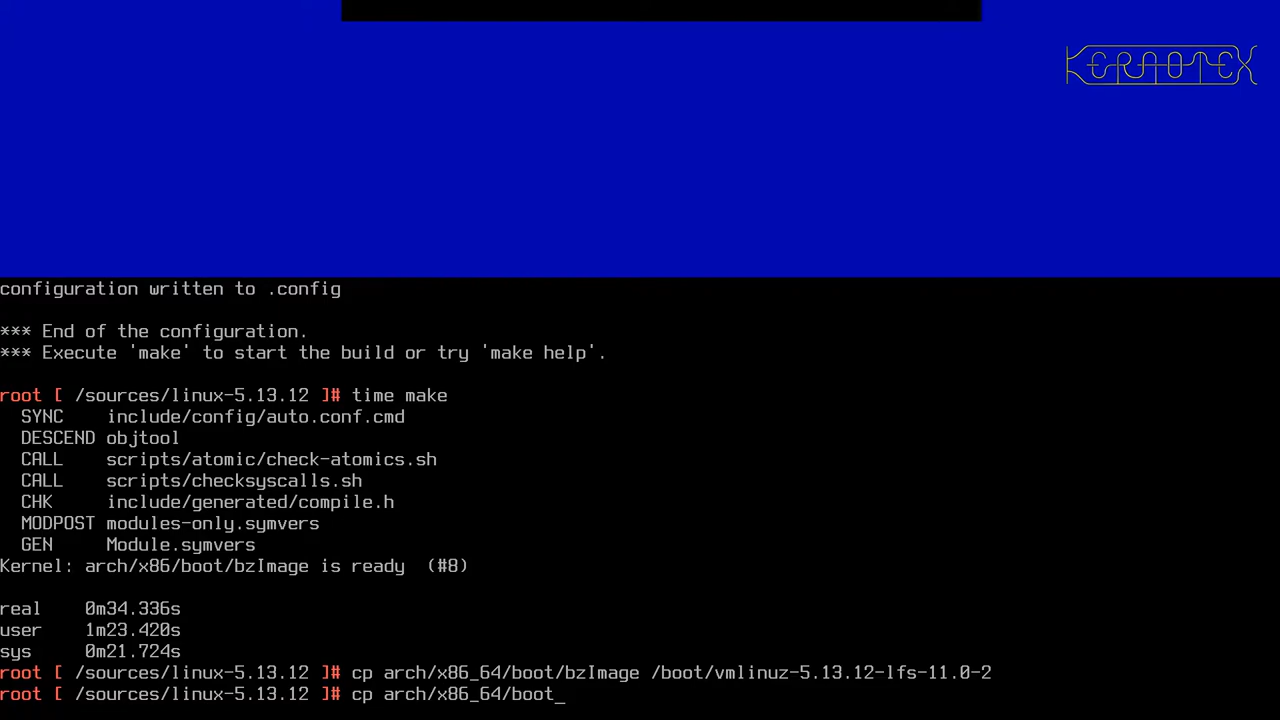 KERNOTEX
configuration written to .config
*** End of the configuration.
*** Execute 'make' to start the build or try 'make help'.
root [ /sources/linux-5.13.12 ]# time make
SYNC include/config/auto.conf.cmd
DESCEND objtool
CALL scripts/atomic/check-atomics.sh
CALL scripts/checksyscalls.sh
CHK include/generated/compile.h
MODPOST modules-only.symvers
GEN Module.symvers
Kernel: arch/x86/boot/bzImage is ready (#8)
real 0m34.336s
user 1m23.420s
sys 0m21.724s
root [ /sources/linux-5.13.12 ]# cp arch/x86_64/boot/bzImage /boot/vmlinuz-5.13.12-lfs-11.0-2
root [ /sources/linux-5.13.12 ]# cp arch/x86_64/boot_